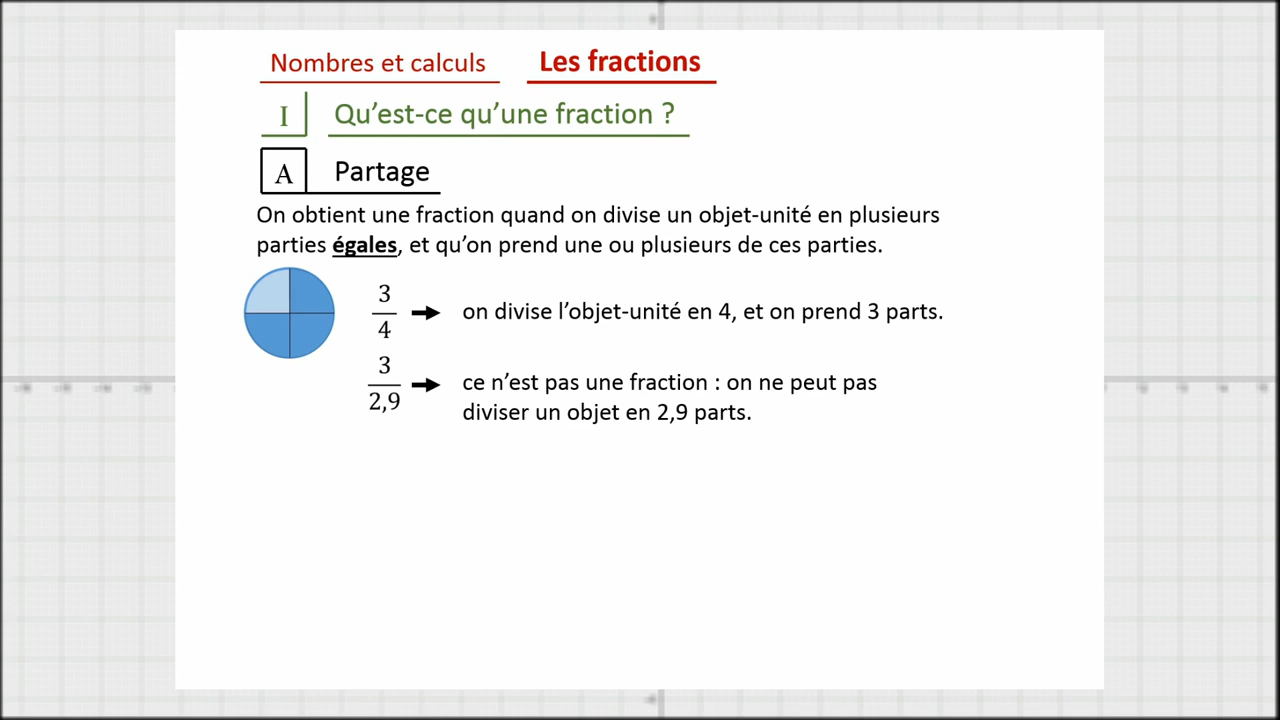 Nombres et calculs Les fractions
I Qu’est-ce qu’une fraction ?
A Partage
On obtient une fraction quand on divise un objet-unité en plusieurs
parties égales, et qu’on prend une ou plusieurs de ces parties.
3/4 → on divise l’objet-unité en 4, et on prend 3 parts.
3/2,9 → ce n’est pas une fraction : on ne peut pas
diviser un objet en 2,9 parts.